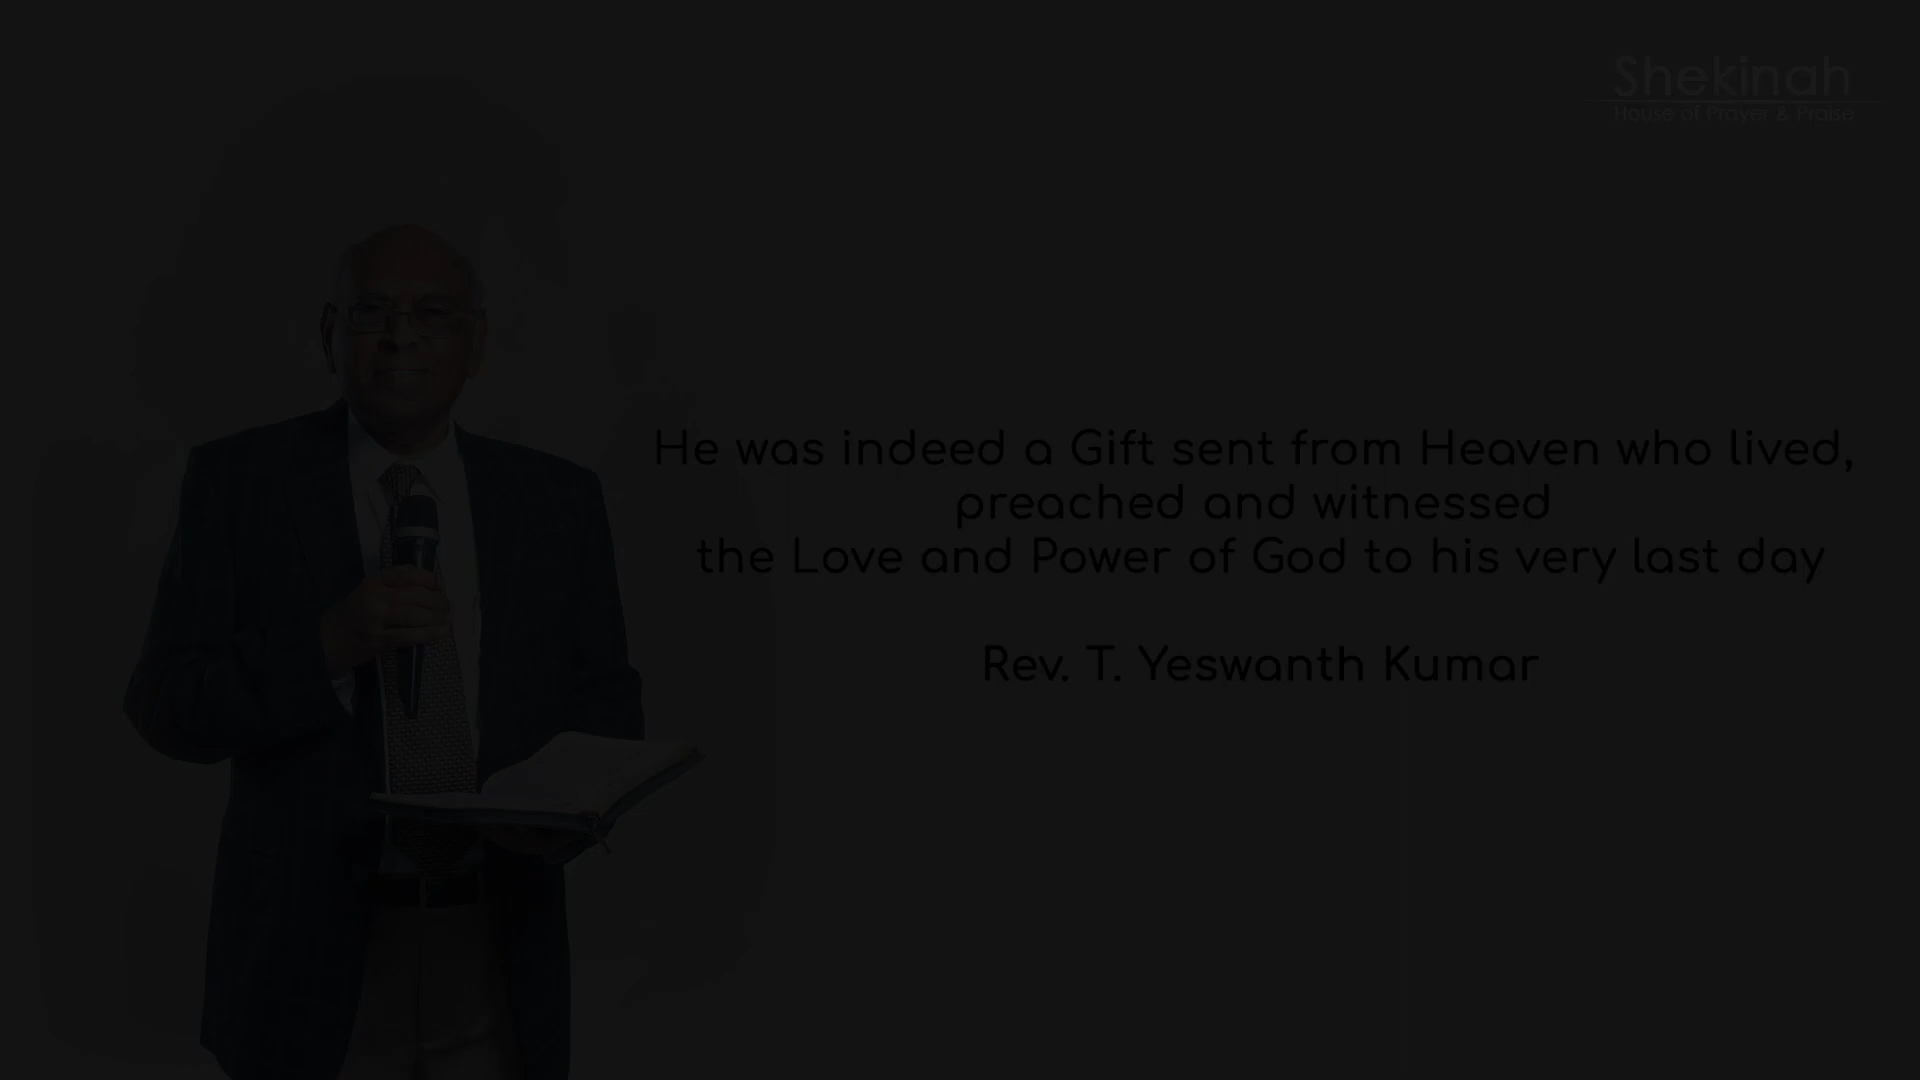 Shekinah
House of Prayer & Praise
He was indeed a Gift sent from Heaven who lived,
preached and witnessed
the Love and Power of God to his very last day
Rev. T. Yeswanth Kumar